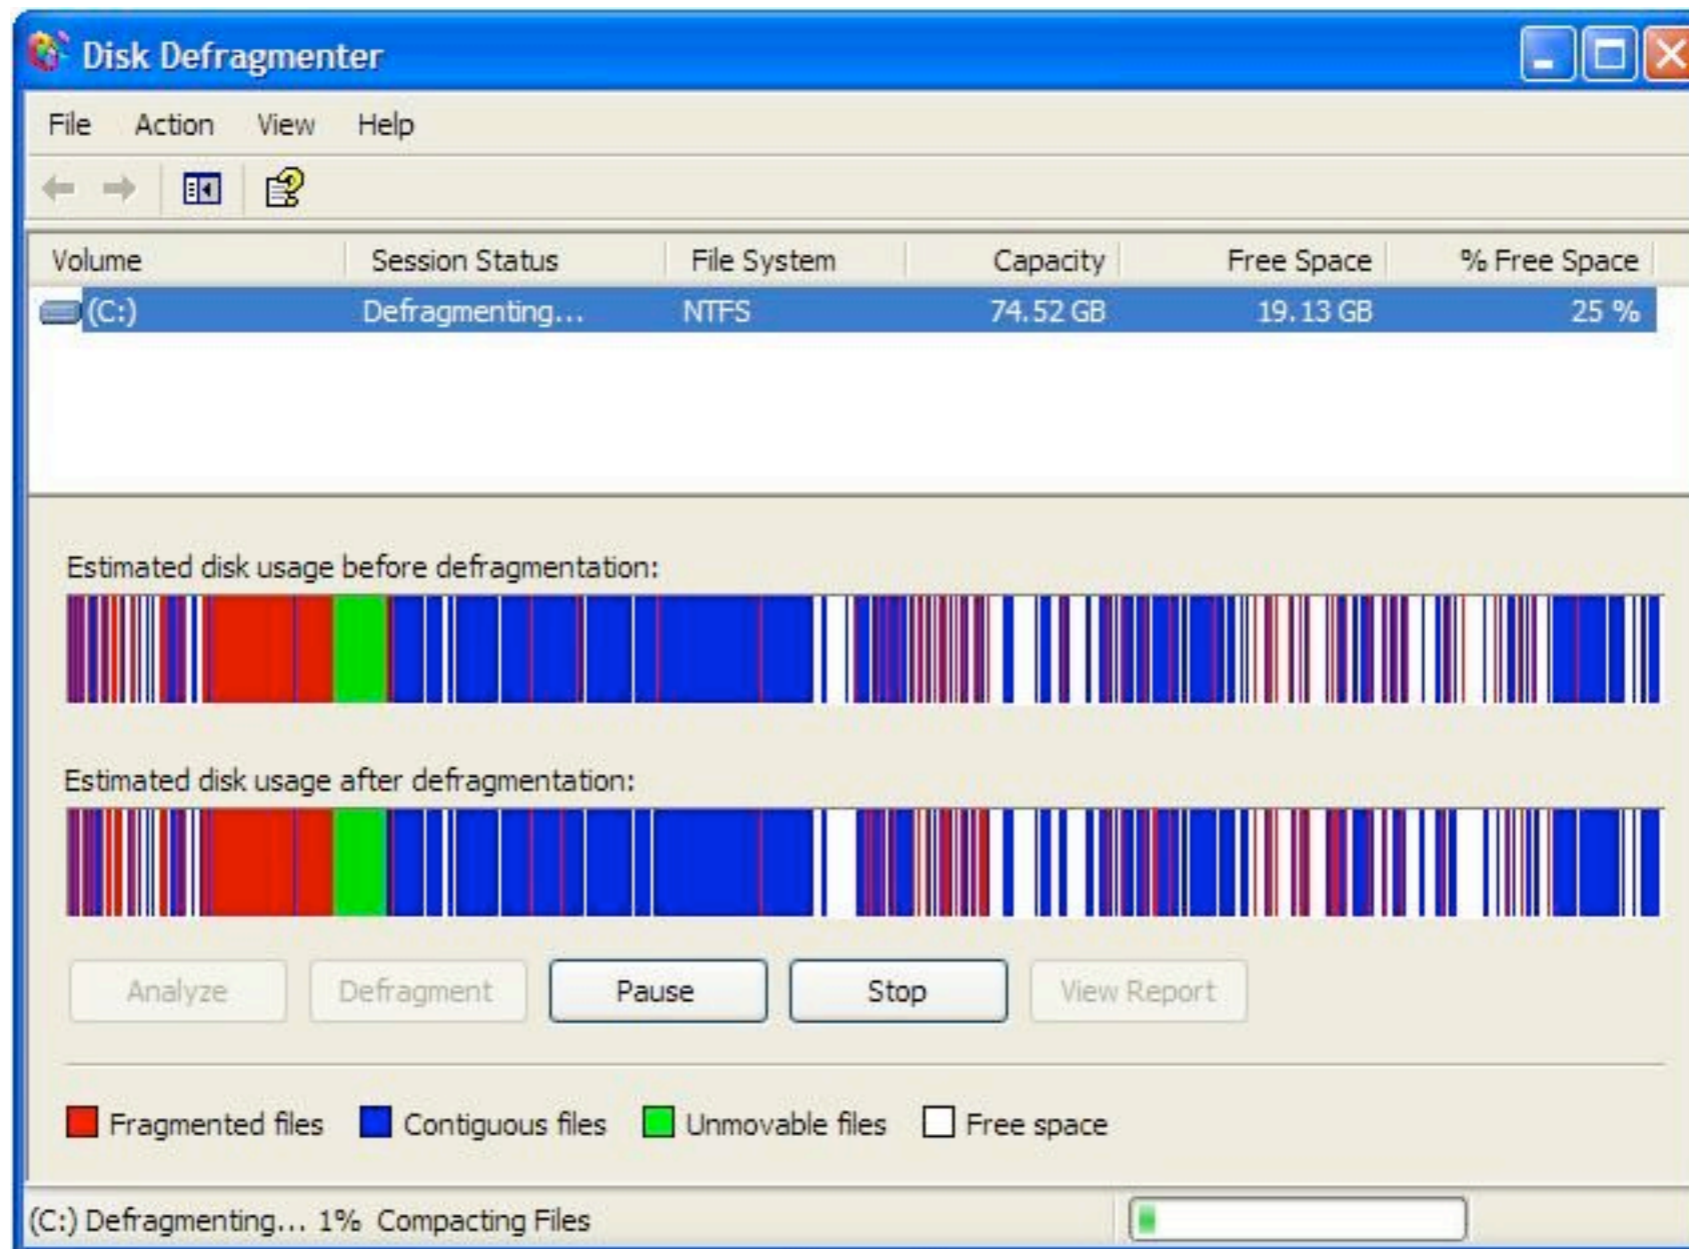 Disk Defragmenter
File Action View Help
Volume Session Status File System Capacity Free Space % Free Space
(C:) Defragmenting... NTFS 74.52 GB 19.13 GB 25 %
Estimated disk usage before defragmentation:
Estimated disk usage after defragmentation:
Analyze Defragment Pause Stop View Report
Fragmented files Contiguous files Unmovable files Free space
(C:) Defragmenting... 1% Compacting Files